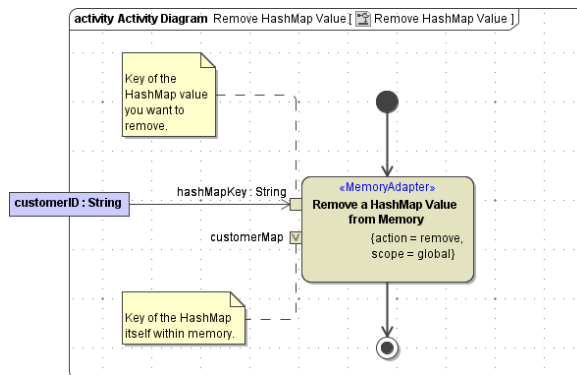 activity Activity Diagram Remove HashMap Value [ Remove HashMap Value ]
Key of the
HashMap value
you want to
remove.
«MemoryAdapter»
Remove a HashMap Value
from Memory
{action = remove,
scope = global}
hashMapKey : String
customerID : String
customerMap
V
Key of the HashMap
itself within memory.